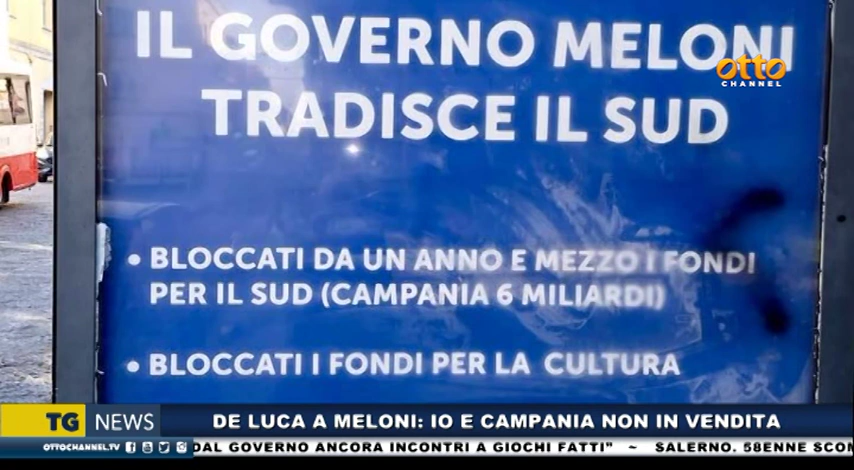 IL GOVERNO MELONI
otto
CHANNEL
TRADISCE IL SUD
• BLOCCATI DA UN ANNO E MEZZO I FONDI
PER IL SUD (CAMPANIA 6 MILIARDI)
• BLOCCATI I FONDI PER LA CULTURA
TG NEWS
DE LUCA A MELONI: IO E CAMPANIA NON IN VENDITA
OTTOCHANNEL.TV
DAL GOVERNO ANCORA INCONTRI A GIOCHI FATTI” ~ SALERNO. 58ENNE SCOM